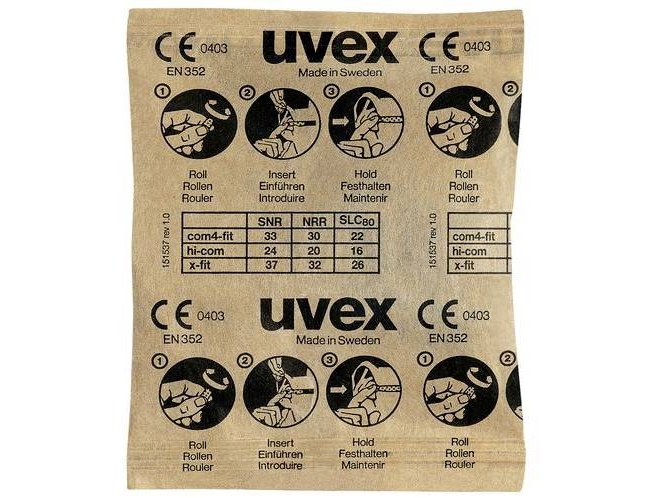 CE 0403 uvex CE 0403
EN 352 Made in Sweden EN 352
1 2 3 1 2
Roll Insert Hold Roll
Rollen Einführen Festhalten Rollen
Rouler Introduire Maintenir Rouler
151537 rev 1.0
SNR NRR SLC80
com4-fit 33 30 22
hi-com 24 20 16
x-fit 37 32 26
151537 rev 1.0
com4-fit
hi-com
x-fit
CE 0403 uvex CE 0403
EN 352 Made in Sweden EN 352
1 2 3 1 2
Roll Insert Hold Roll
Rollen Einführen Festhalten Rollen
Rouler Introduire Maintenir Rouler